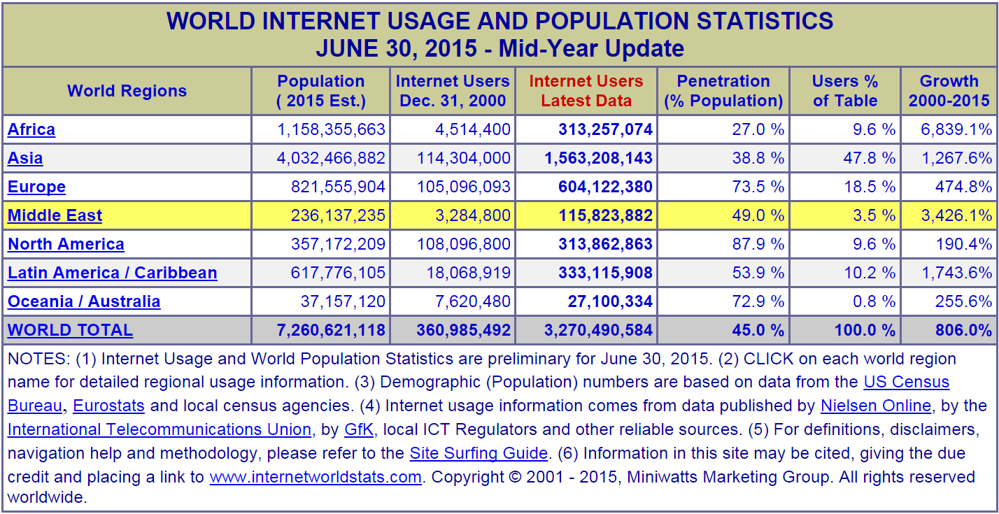 WORLD INTERNET USAGE AND POPULATION STATISTICS
JUNE 30, 2015 - Mid-Year Update
World Regions Population ( 2015 Est.) Internet Users Dec. 31, 2000 Internet Users Latest Data Penetration (% Population) Users % of Table Growth 2000-2015
Africa 1,158,355,663 4,514,400 313,257,074 27.0 % 9.6 % 6,839.1%
Asia 4,032,466,882 114,304,000 1,563,208,143 38.8 % 47.8 % 1,267.6%
Europe 821,555,904 105,096,093 604,122,380 73.5 % 18.5 % 474.8%
Middle East 236,137,235 3,284,800 115,823,882 49.0 % 3.5 % 3,426.1%
North America 357,172,209 108,096,800 313,862,863 87.9 % 9.6 % 190.4%
Latin America / Caribbean 617,776,105 18,068,919 333,115,908 53.9 % 10.2 % 1,743.6%
Oceania / Australia 37,157,120 7,620,480 27,100,334 72.9 % 0.8 % 255.6%
WORLD TOTAL 7,260,621,118 360,985,492 3,270,490,584 45.0 % 100.0 % 806.0%
NOTES: (1) Internet Usage and World Population Statistics are preliminary for June 30, 2015. (2) CLICK on each world region
name for detailed regional usage information. (3) Demographic (Population) numbers are based on data from the US Census
Bureau, Eurostats and local census agencies. (4) Internet usage information comes from data published by Nielsen Online, by the
International Telecommunications Union, by GfK, local ICT Regulators and other reliable sources. (5) For definitions, disclaimers,
navigation help and methodology, please refer to the Site Surfing Guide. (6) Information in this site may be cited, giving the due
credit and placing a link to www.internetworldstats.com. Copyright © 2001 - 2015, Miniwatts Marketing Group. All rights reserved
worldwide.